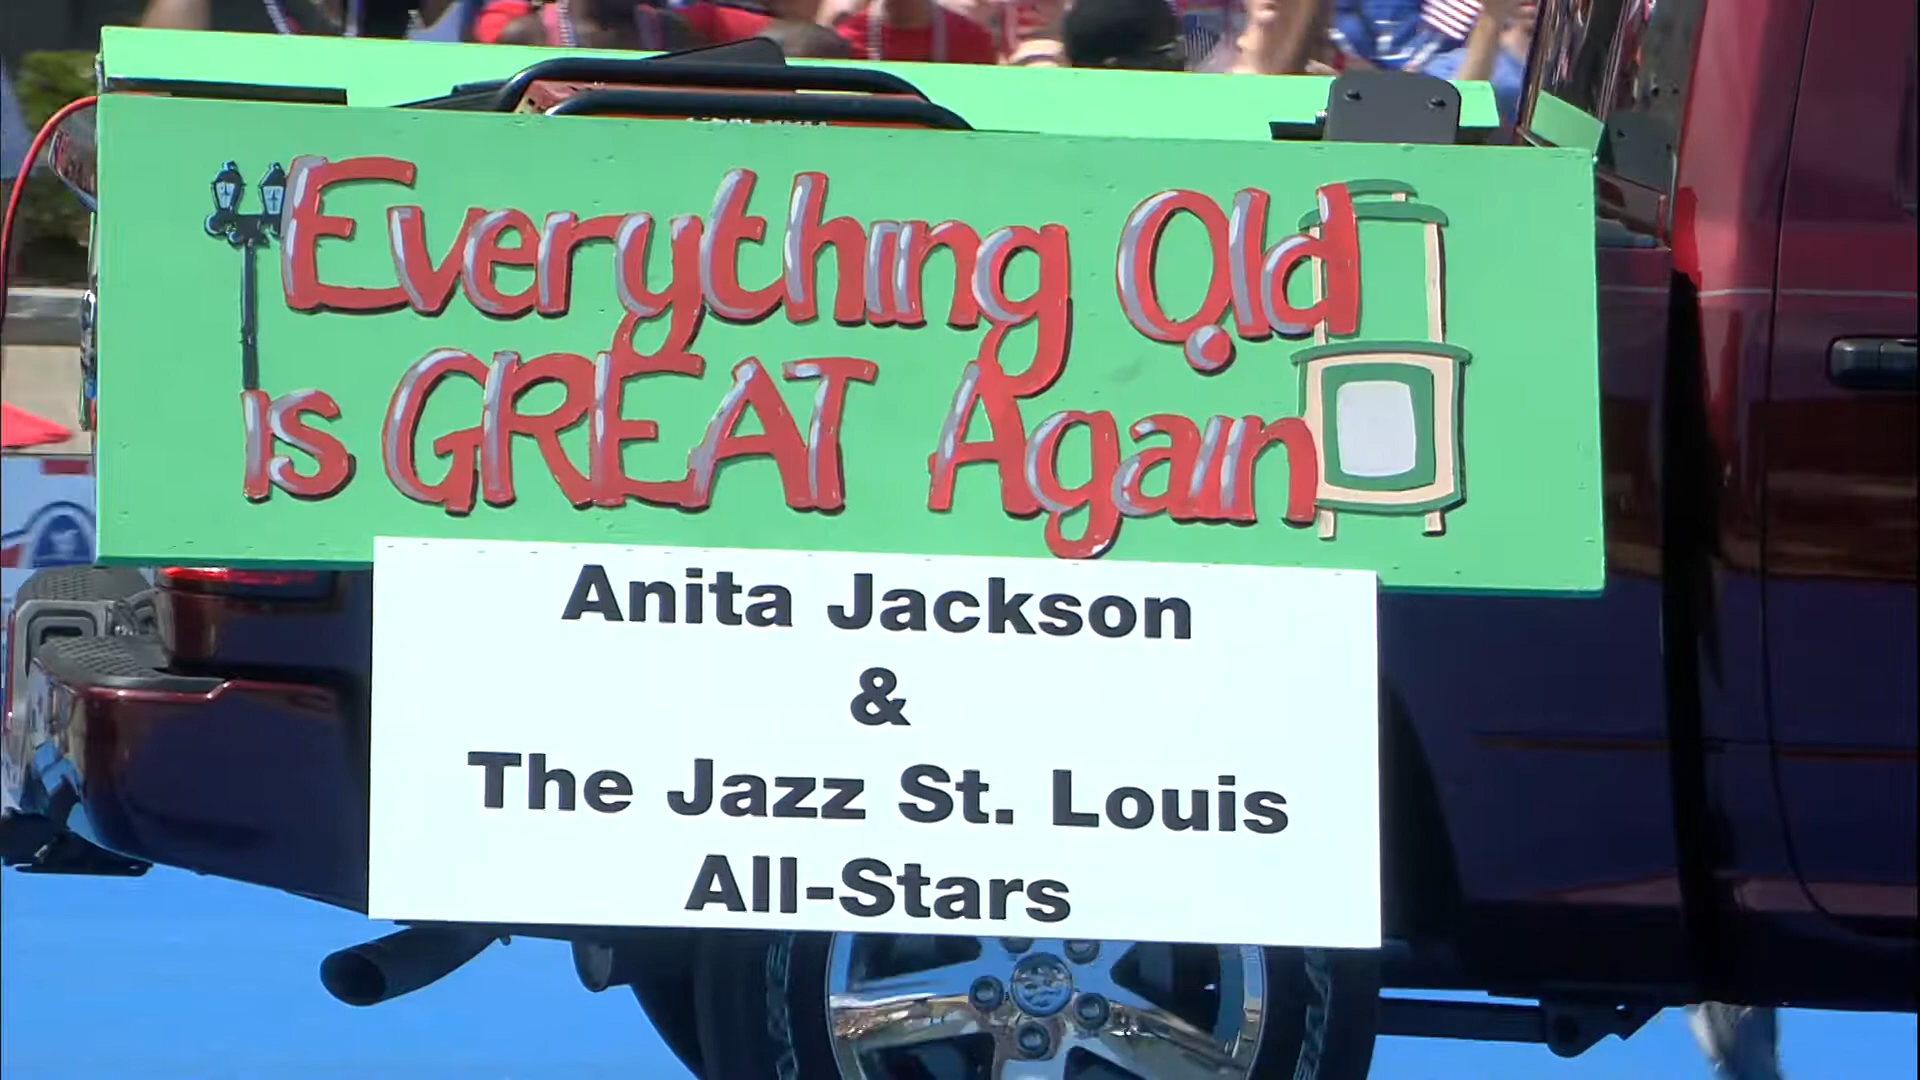 Everything Old
is GREAT Again
Anita Jackson
&
The Jazz St. Louis
All-Stars